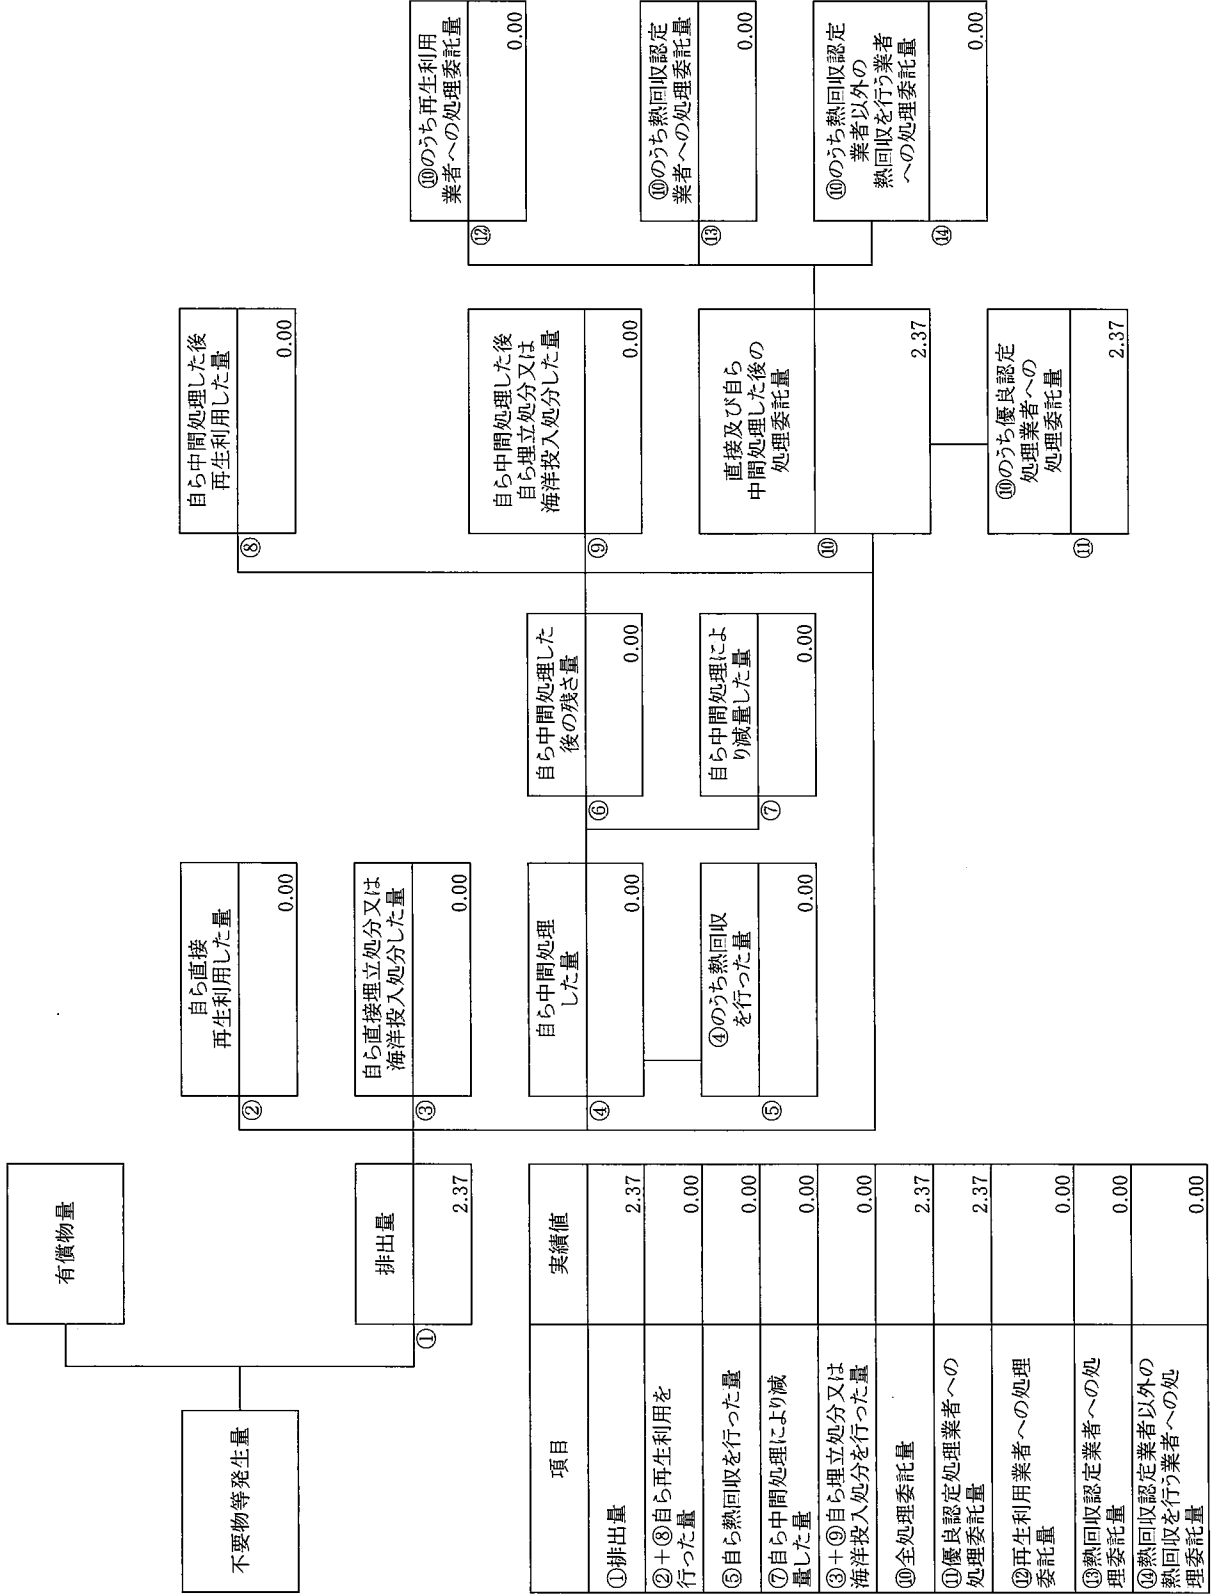 不要物等発生量
有償物量
①
排出量
2.37
②
自ら直接
再生利用した量
0.00
③
自ら直接埋立処分又は
海洋投入処分した量
0.00
④
自ら中間処理
した量
0.00
⑤
④のうち熱回収
を行った量
0.00
⑥
自ら中間処理した
後の残さ量
0.00
⑦
自ら中間処理によ
り減量した量
0.00
⑧
自ら中間処理した後
再生利用した量
0.00
⑨
自ら中間処理した後
自ら埋立処分又は
海洋投入処分した量
0.00
⑩
直接及び自ら
中間処理した後の
処理委託量
2.37
⑪
⑩のうち優良認定
処理業者への
処理委託量
2.37
⑫
⑩のうち再生利用
業者への処理委託量
0.00
⑬
⑩のうち熱回収認定
業者への処理委託量
0.00
⑭
⑩のうち熱回収認定
業者以外の
熱回収を行う業者
への処理委託量
0.00
項目 実績値
①排出量 2.37
②+⑧自ら再生利用を
行った量 0.00
⑤自ら熱回収を行った量 0.00
⑦自ら中間処理により減
量した量 0.00
③+⑨自ら埋立処分又は
海洋投入処分を行った量 0.00
⑩全処理委託量 2.37
⑪優良認定処理業者への
処理委託量 2.37
⑫再生利用業者への処理
委託量 0.00
⑬熱回収認定業者への処
理委託量 0.00
⑭熱回収認定業者以外の
熱回収を行う業者への処
理委託量 0.00